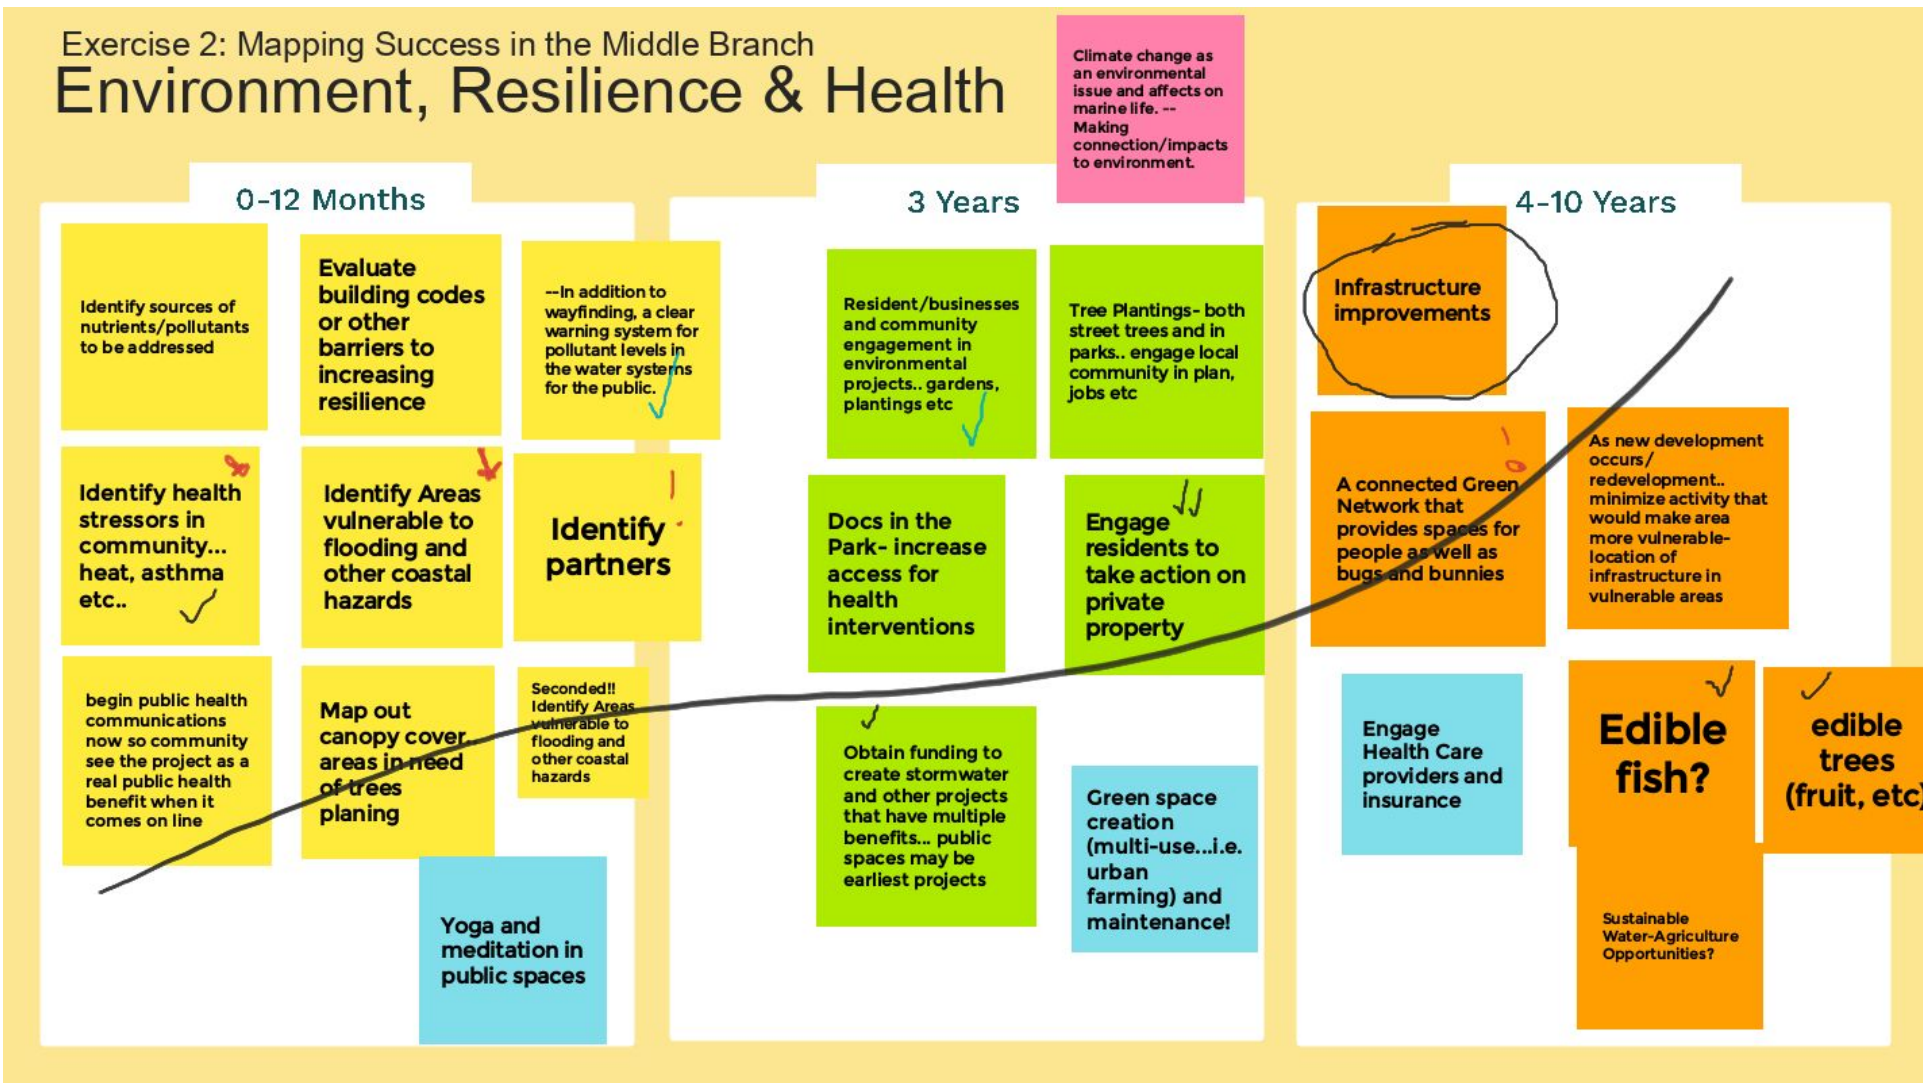 Exercise 2: Mapping Success in the Middle Branch
Environment, Resilience & Health
Climate change as
an environmental
issue and affects on
marine life. --
Making
connection/impacts
to environment.
0-12 Months
Identify sources of
nutrients/pollutants
to be addressed
Evaluate
building codes
or other
barriers to
increasing
resilience
--In addition to
wayfinding, a clear
warning system for
pollutant levels in
the water systems
for the public.
Identify health
stressors in
community...
heat, asthma
etc..
Identify Areas
vulnerable to
flooding and
other coastal
hazards
Identify
partners
begin public health
communications
now so community
see the project as a
real public health
benefit when it
comes on line
Map out
canopy cover..
areas in need
of trees
planing
Seconded!!
Identify Areas
vulnerable to
flooding and
other coastal
hazards
Yoga and
meditation in
public spaces
3 Years
Resident/businesses
and community
engagement in
environmental
projects.. gardens,
plantings etc
Tree Plantings- both
street trees and in
parks.. engage local
community in plan,
jobs etc
Docs in the
Park- increase
access for
health
interventions
Engage
residents to
take action on
private
property
Obtain funding to
create stormwater
and other projects
that have multiple
benefits... public
spaces may be
earliest projects
Green space
creation
(multi-use...i.e.
urban
farming) and
maintenance!
4-10 Years
Infrastructure
improvements
A connected Green
Network that
provides spaces for
people as well as
bugs and bunnies
As new development
occurs/
redevelopment..
minimize activity that
would make area
more vulnerable-
location of
infrastructure in
vulnerable areas
Engage
Health Care
providers and
insurance
Edible
fish?
edible
trees
(fruit, etc)
Sustainable
Water-Agriculture
Opportunities?